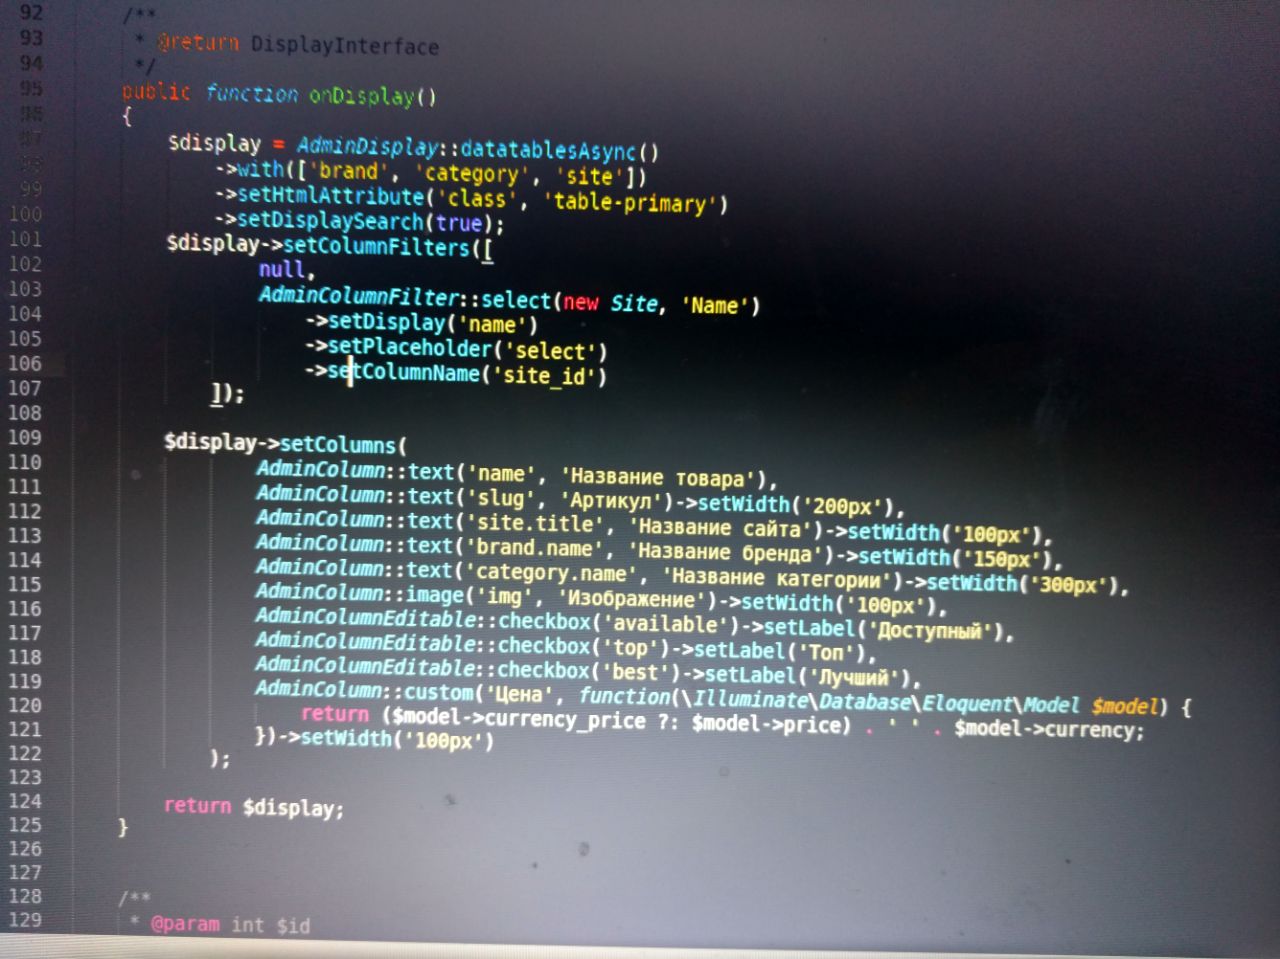 92 /**
93 * @return DisplayInterface
94 */
95 public function onDisplay()
96 {
97 $display = AdminDisplay::datatablesAsync()
98 ->with(['brand', 'category', 'site'])
99 ->setHtmlAttribute('class', 'table-primary')
100 ->setDisplaySearch(true);
101 $display->setColumnFilters([
102 null,
103 AdminColumnFilter::select(new Site, 'Name')
104 ->setDisplay('name')
105 ->setPlaceholder('select')
106 ->setColumnName('site_id')
107 ]);
108
109 $display->setColumns(
110 AdminColumn::text('name', 'Название товара'),
111 AdminColumn::text('slug', 'Артикул')->setWidth('200px'),
112 AdminColumn::text('site.title', 'Название сайта')->setWidth('100px'),
113 AdminColumn::text('brand.name', 'Название бренда')->setWidth('150px'),
114 AdminColumn::text('category.name', 'Название категории')->setWidth('300px'),
115 AdminColumn::image('img', 'Изображение')->setWidth('100px'),
116 AdminColumnEditable::checkbox('available')->setLabel('Доступный'),
117 AdminColumnEditable::checkbox('top')->setLabel('Топ'),
118 AdminColumnEditable::checkbox('best')->setLabel('Лучший'),
119 AdminColumn::custom('Цена', function(\Illuminate\Database\Eloquent\Model $model) {
120 return ($model->currency_price ?: $model->price) . ' ' . $model->currency;
121 })->setWidth('100px')
122 );
123
124 return $display;
125 }
126
127
128 /**
129 * @param int $id